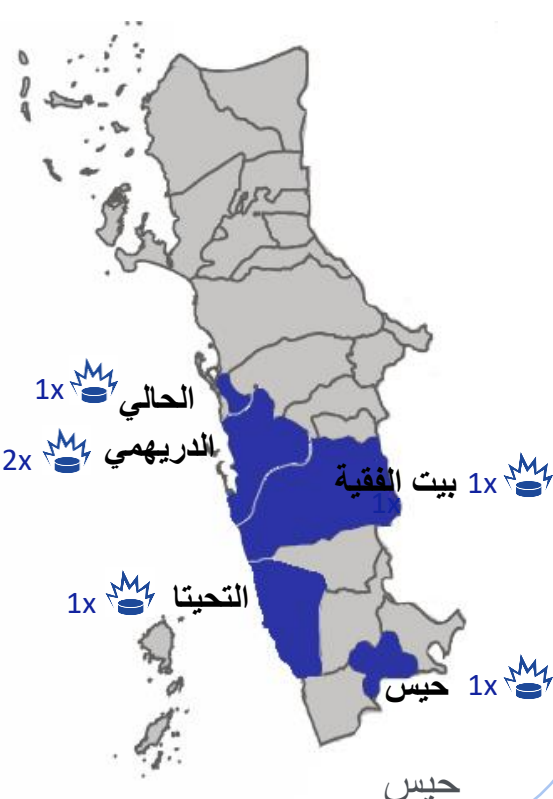 الحالي 1x
الدريهمي 2x
بيت الفقية 1x
1x
التحيتا 1x
حيس 1x
حيس